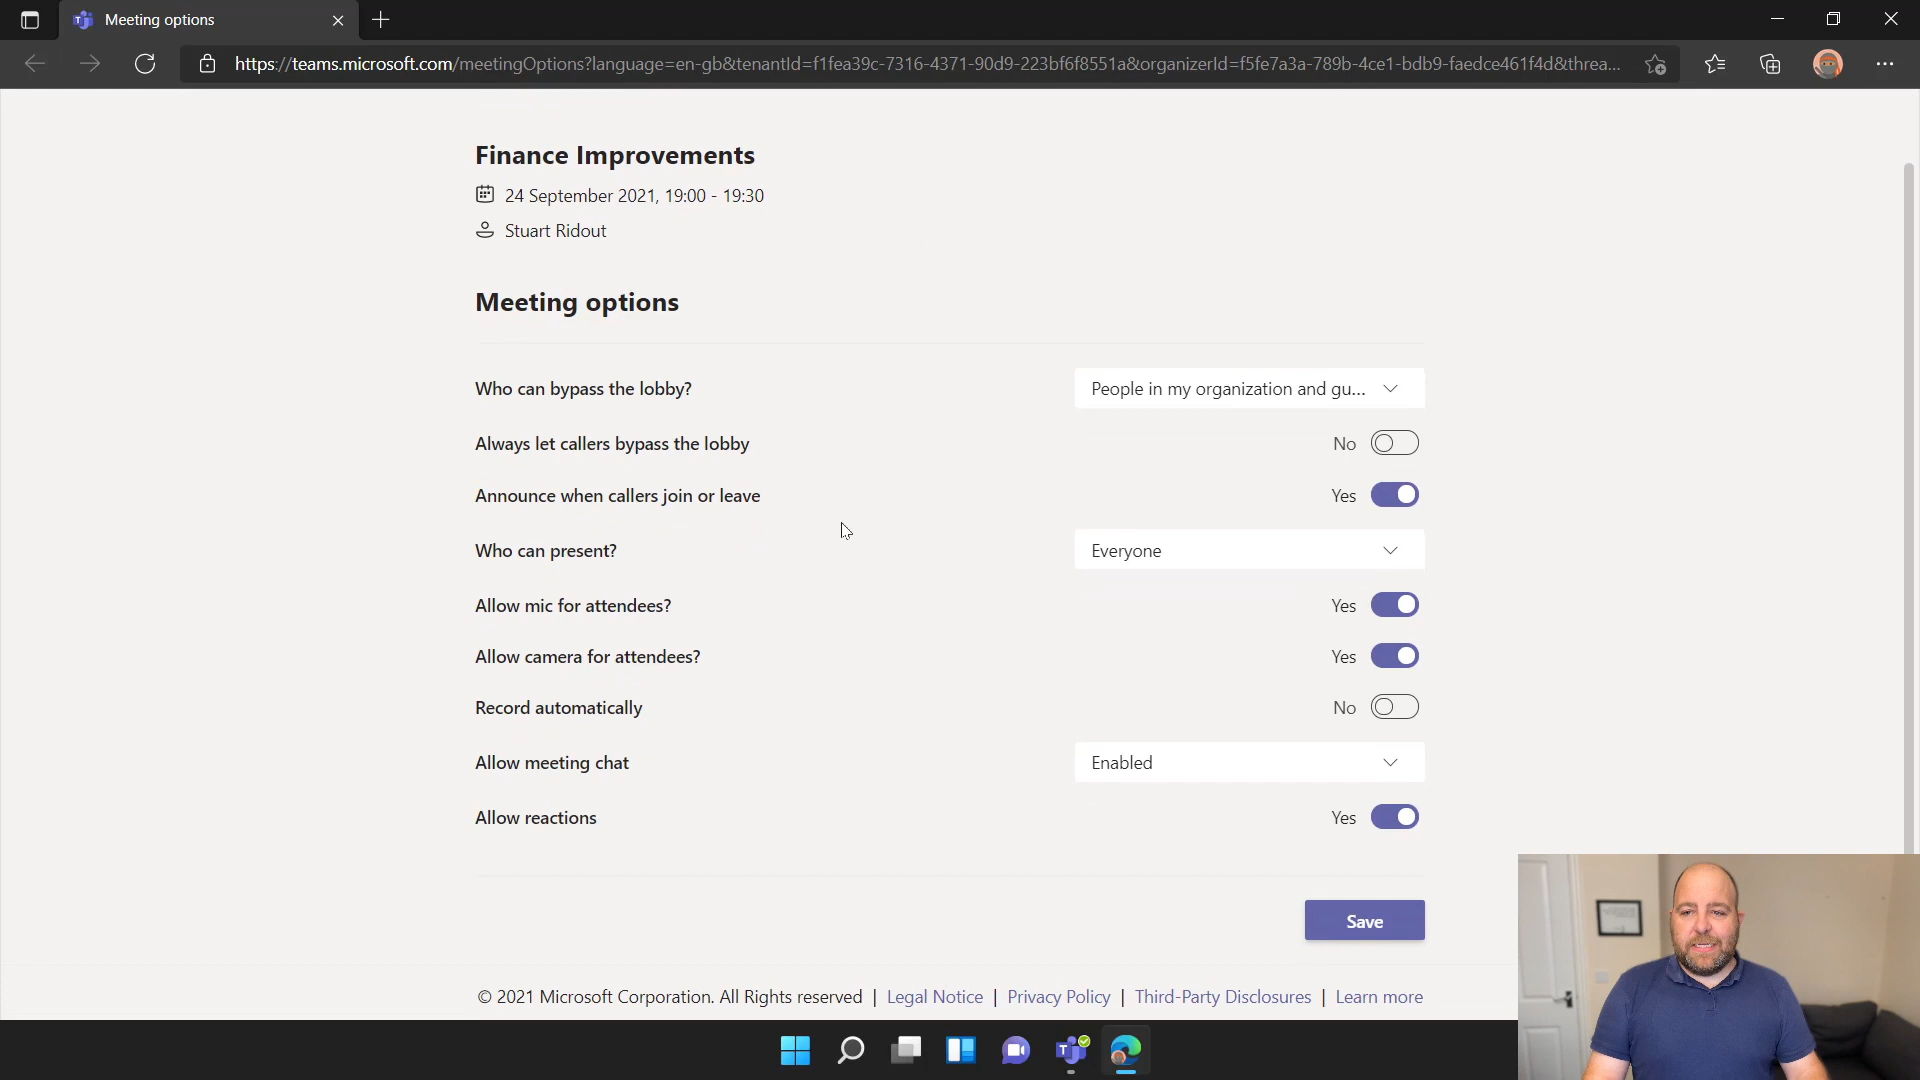 Meeting options
https://teams.microsoft.com/meetingOptions?language=en-gb&tenantId=f1fea39c-7316-4371-90d9-223bf6f8551a&organizerId=f5fe7a3a-789b-4ce1-bdb9-faedce461f4d&threa...
Finance Improvements
24 September 2021, 19:00 - 19:30
Stuart Ridout
Meeting options
Who can bypass the lobby? People in my organization and gu...
Always let callers bypass the lobby No
Announce when callers join or leave Yes
Who can present? Everyone
Allow mic for attendees? Yes
Allow camera for attendees? Yes
Record automatically No
Allow meeting chat Enabled
Allow reactions Yes
Save
© 2021 Microsoft Corporation. All Rights reserved | Legal Notice | Privacy Policy | Third-Party Disclosures | Learn more